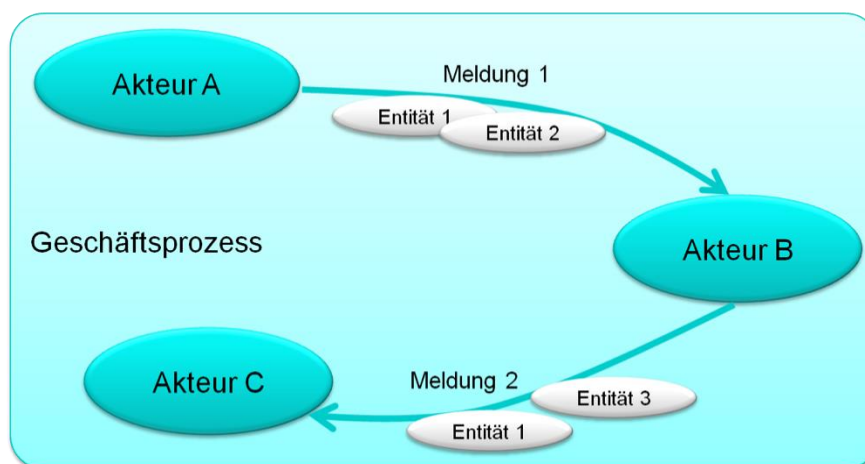 Akteur A
Meldung 1
Entität 1
Entität 2
Geschäftsprozess
Akteur B
Akteur C
Meldung 2
Entität 3
Entität 1